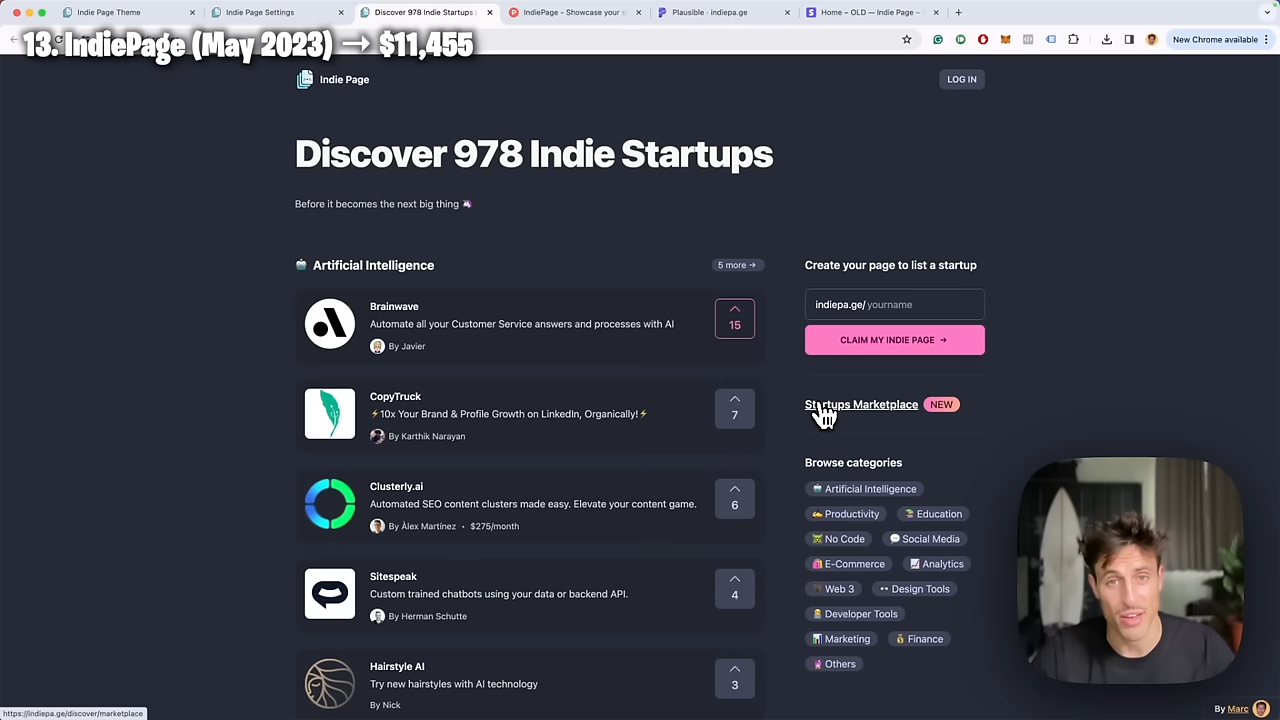 Indie Page Theme
Indie Page Settings
Discover 978 Indie Startups
IndiePage - Showcase your s
Plausible · indiepa.ge
Home – OLD — Indie Page –
13. IndiePage (May 2023) → $11,455
New Chrome available
Indie Page
LOG IN
Discover 978 Indie Startups
Before it becomes the next big thing 🦄
🤖 Artificial Intelligence
5 more →
Brainwave
Automate all your Customer Service answers and processes with AI
By Javier
15
CopyTruck
⚡10x Your Brand & Profile Growth on LinkedIn, Organically!⚡
By Karthik Narayan
7
Clusterly.ai
Automated SEO content clusters made easy. Elevate your content game.
By Àlex Martínez • $275/month
6
Sitespeak
Custom trained chatbots using your data or backend API.
By Herman Schutte
4
Hairstyle AI
Try new hairstyles with AI technology
By Nick
3
Create your page to list a startup
indiepa.ge/yourname
CLAIM MY INDIE PAGE →
Startups Marketplace NEW
Browse categories
🤖 Artificial Intelligence
✍️ Productivity
📚 Education
No Code
💬 Social Media
🛍️ E-Commerce
📈 Analytics
Web 3
👀 Design Tools
👨‍💻 Developer Tools
📊 Marketing
💰 Finance
Others
https://indiepa.ge/discover/marketplace
By Marc